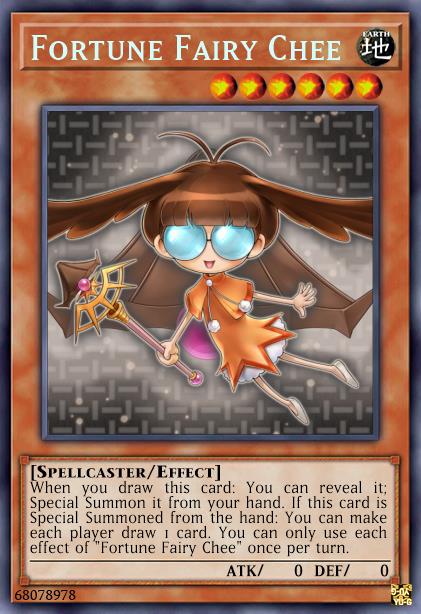 FORTUNE FAIRY CHEE
EARTH
地
[SPELLCASTER/EFFECT]
When you draw this card: You can reveal it;
Special Summon it from your hand. If this card is
Special Summoned from the hand: You can make
each player draw 1 card. You can only use each
effect of "Fortune Fairy Chee" once per turn.
ATK/ 0 DEF/ 0
68078978